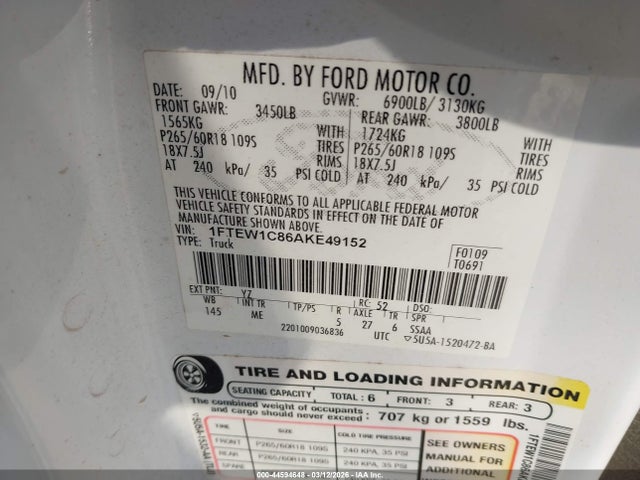 MFD. BY FORD MOTOR CO.
DATE: 09/10 GVWR: 6900LB/ 3130KG
FRONT GAWR: 3450LB REAR GAWR: 3800LB
1565KG WITH 1724KG WITH
P265/60R18 109S TIRES P265/60R18 109S TIRES
18X7.5J RIMS 18X7.5J RIMS
AT 240 kPa/ 35 PSI COLD AT 240 kPa/ 35 PSI COLD
THIS VEHICLE CONFORMS TO ALL APPLICABLE FEDERAL MOTOR
VEHICLE SAFETY STANDARDS IN EFFECT ON THE DATE OF
MANUFACTURE SHOWN ABOVE.
VIN: 1FTEW1C86AKE49152
TYPE: Truck
F0109
T0691
EXT PNT: YZ RC: 52 DSO:
WB INT TR TP/PS R AXLE TR SPR
145 ME 5 27 6 SSAA
2201009036836 UTC 5U5A-1520472-BA
TIRE AND LOADING INFORMATION
SEATING CAPACITY TOTAL: 6 FRONT: 3 REAR: 3
The combined weight of occupants
and cargo should never exceed: 707 kg or 1559 lbs.
TIRE SIZE COLD TIRE PRESSURE
FRONT P265/60R18 109S 240 KPA, 35 PSI
REAR P265/60R18 109S 240 KPA, 35 PSI
SPARE
SEE OWNERS
MANUAL FOR
ADDITIONAL
000-44594648 03/12/2026 - IAA Inc.